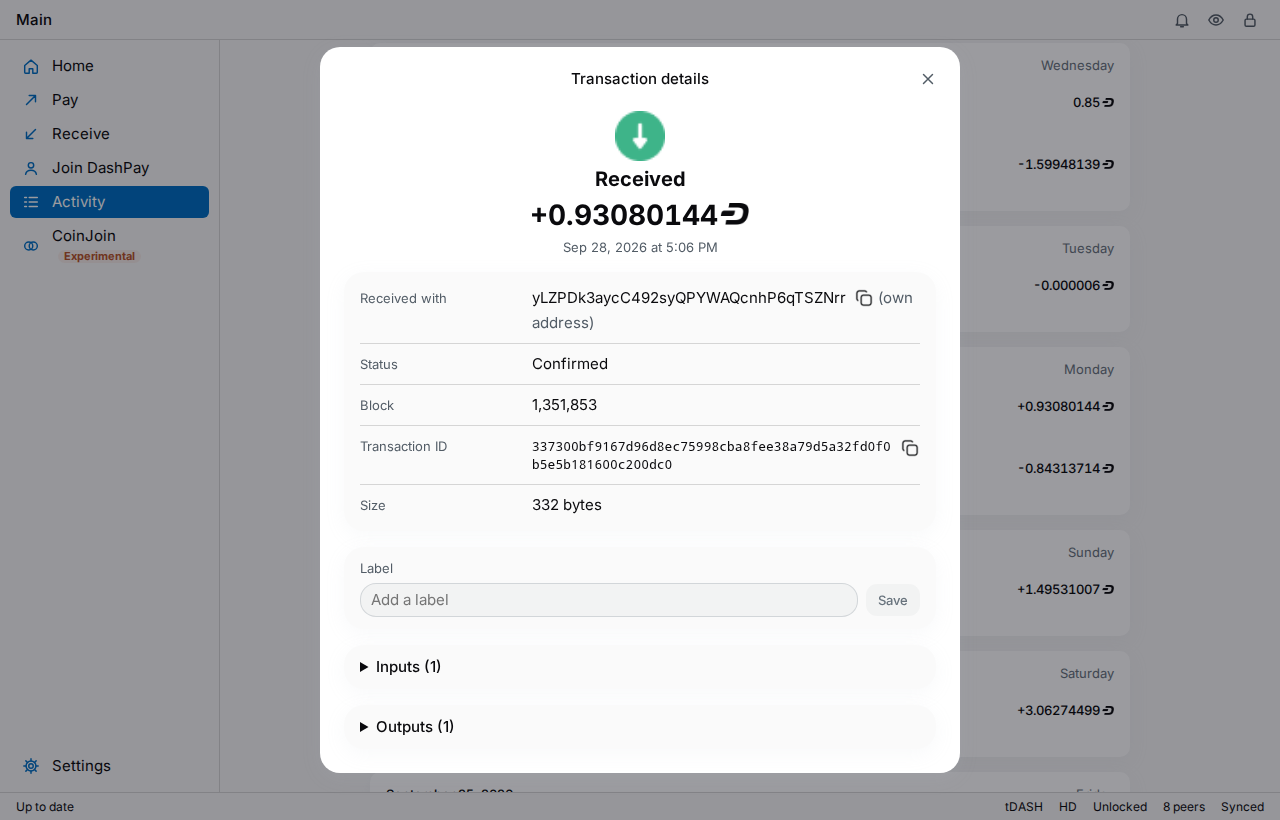 Main
Home
Pay
Receive
Join DashPay
Activity
CoinJoin
Experimental
Settings
Wednesday
0.85
-1.59948139
Tuesday
-0.000006
Monday
+0.93080144
-0.84313714
Sunday
+1.49531007
Saturday
+3.06274499
Transaction details
Received
+0.93080144
Sep 28, 2026 at 5:06 PM
Received with
yLZPDk3aycC492syQPYWAQcnhP6qTSZNrr (own
address)
Status
Confirmed
Block
1,351,853
Transaction ID
337300bf9167d96d8ec75998cba8fee38a79d5a32fd0f0
b5e5b181600c200dc0
Size
332 bytes
Label
Add a label
Save
Inputs (1)
Outputs (1)
Up to date
tDASH
HD
Unlocked
8 peers
Synced